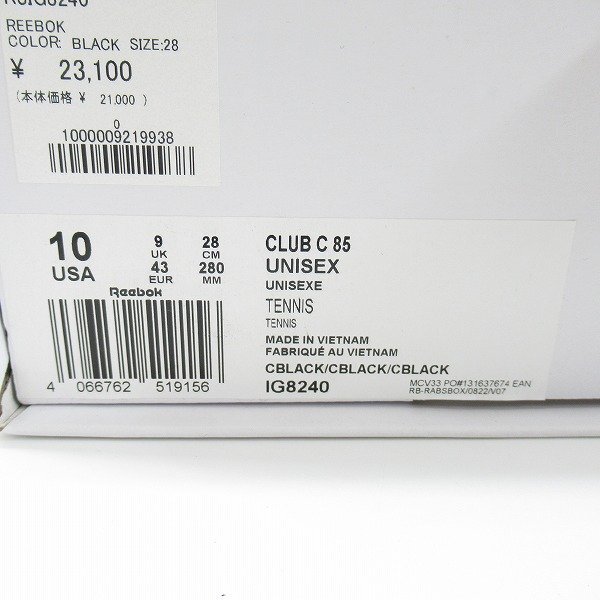 REEBOK
COLOR: BLACK SIZE:28
¥ 23,100
(本体価格 ¥ 21,000 )
0
1000009219938
10
USA
9
UK
28
CM
43
EUR
280
MM
Reebok
4 066762 519156
CLUB C 85
UNISEX
UNISEXE
TENNIS
TENNIS
MADE IN VIETNAM
FABRIQUÉ AU VIETNAM
CBLACK/CBLACK/CBLACK
IG8240
MCV33 PO#131637674 EAN
RB-RABSBOX/0822/V07